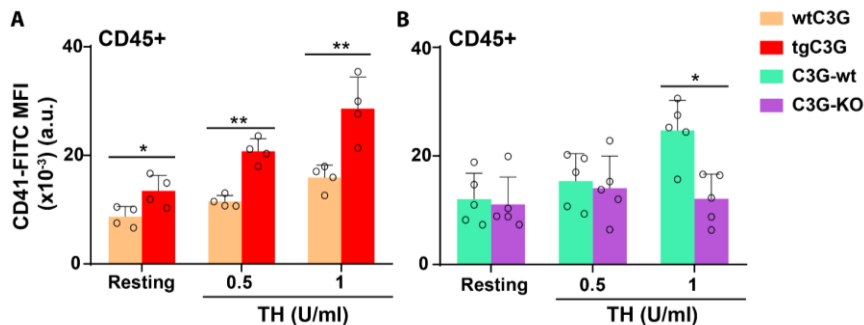 A
CD45+
CD41-FITC MFI
(x10-³) (a.u.)
40
20
0
*
**
**
Resting
0.5
1
TH (U/ml)
B
CD45+
40
20
0
*
Resting
0.5
1
TH (U/ml)
wtC3G
tgC3G
C3G-wt
C3G-KO